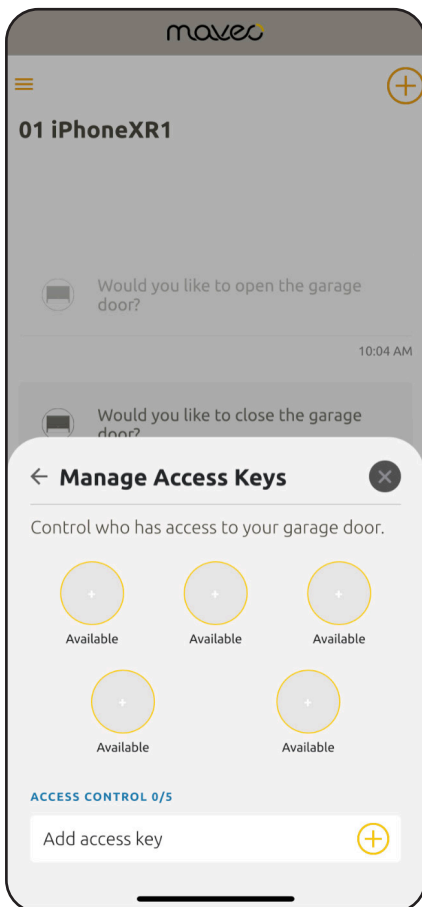 maveo
01 iPhoneXR1
Would you like to open the garage
door?
10:04 AM
Would you like to close the garage
door?
Manage Access Keys
Control who has access to your garage door.
Available
Available
Available
Available
Available
ACCESS CONTROL 0/5
Add access key